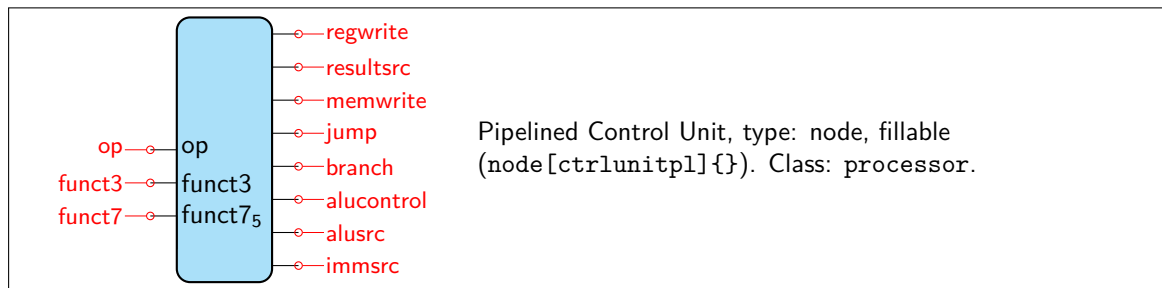 regwrite
resultsrc
memwrite
jump
branch
alucontrol
alusrc
immsrc
op
funct3
funct7
op
funct3
funct7₅
Pipelined Control Unit, type: node, fillable
(node[ctrlunitpl]{}). Class: processor.